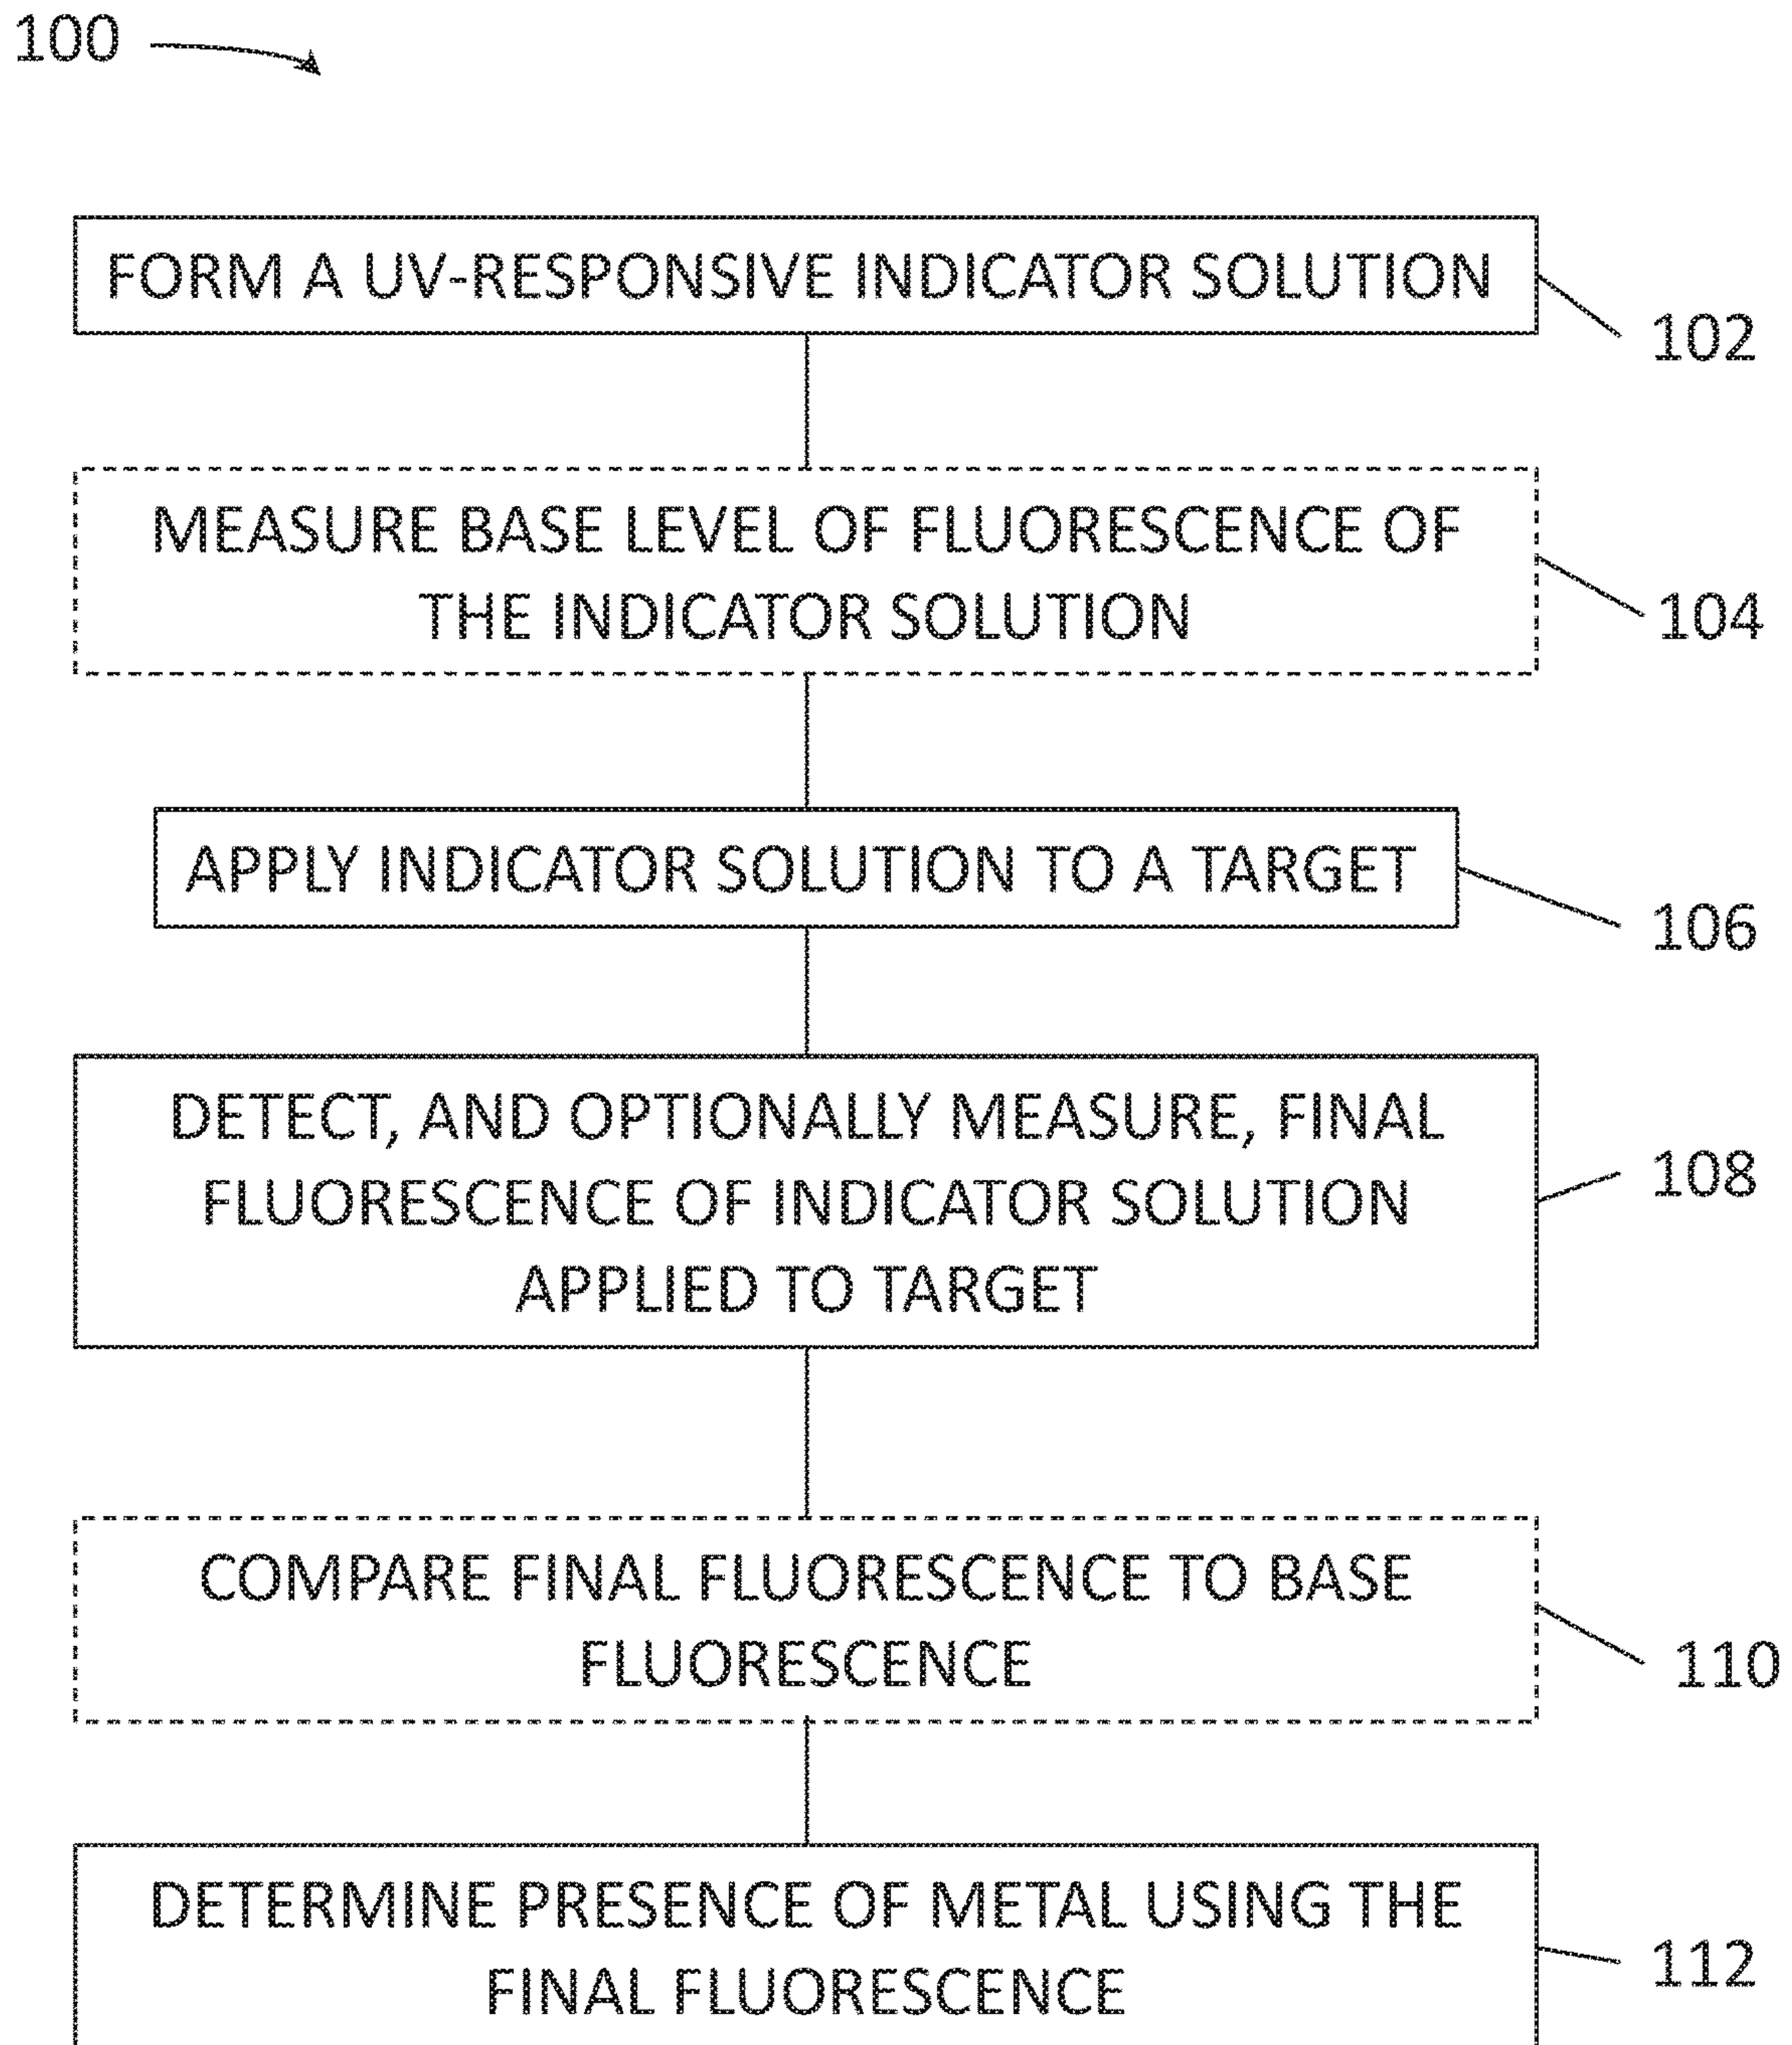 100
FORM A UV-RESPONSIVE INDICATOR SOLUTION
102
MEASURE BASE LEVEL OF FLUORESCENCE OF
THE INDICATOR SOLUTION
104
APPLY INDICATOR SOLUTION TO A TARGET
106
DETECT, AND OPTIONALLY MEASURE, FINAL
FLUORESCENCE OF INDICATOR SOLUTION
APPLIED TO TARGET
108
COMPARE FINAL FLUORESCENCE TO BASE
FLUORESCENCE
110
DETERMINE PRESENCE OF METAL USING THE
FINAL FLUORESCENCE
112